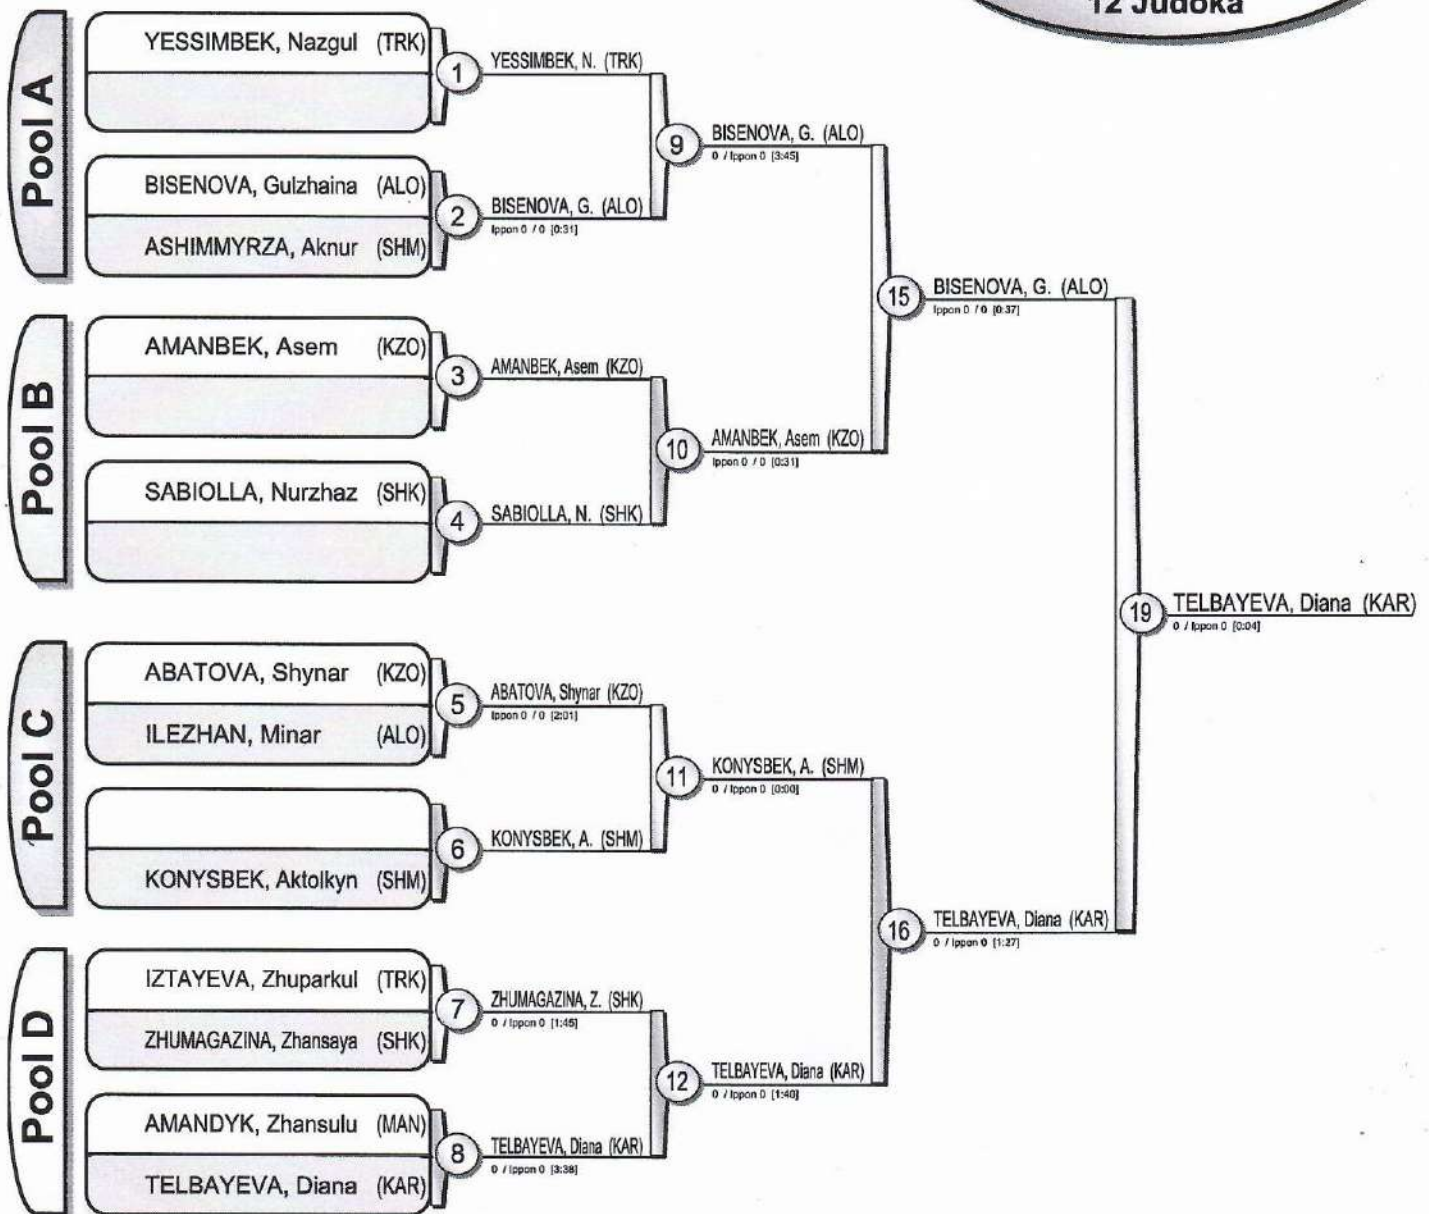 12 Judoka
Pool A
YESSIMBEK, Nazgul (TRK)
1
YESSIMBEK, N. (TRK)
BISENOVA, Gulzhaina (ALO)
ASHIMMYRZA, Aknur (SHM)
2
BISENOVA, G. (ALO)
Ippon 0 / 0 [0:31]
9
BISENOVA, G. (ALO)
0 / Ippon 0 [3:45]
Pool B
AMANBEK, Asem (KZO)
3
AMANBEK, Asem (KZO)
SABIOLLA, Nurzhaz (SHK)
4
SABIOLLA, N. (SHK)
10
AMANBEK, Asem (KZO)
Ippon 0 / 0 [0:31]
15
BISENOVA, G. (ALO)
Ippon 0 / 0 [0:37]
Pool C
ABATOVA, Shynar (KZO)
ILEZHAN, Minar (ALO)
5
ABATOVA, Shynar (KZO)
Ippon 0 / 0 [2:01]
KONYSBEK, Aktolkyn (SHM)
6
KONYSBEK, A. (SHM)
11
KONYSBEK, A. (SHM)
0 / Ippon 0 [0:00]
Pool D
IZTAYEVA, Zhuparkul (TRK)
ZHUMAGAZINA, Zhansaya (SHK)
7
ZHUMAGAZINA, Z. (SHK)
0 / Ippon 0 [1:45]
AMANDYK, Zhansulu (MAN)
TELBAYEVA, Diana (KAR)
8
TELBAYEVA, Diana (KAR)
0 / Ippon 0 [3:38]
12
TELBAYEVA, Diana (KAR)
0 / Ippon 0 [1:40]
16
TELBAYEVA, Diana (KAR)
0 / Ippon 0 [1:27]
19
TELBAYEVA, Diana (KAR)
0 / Ippon 0 [0:04]